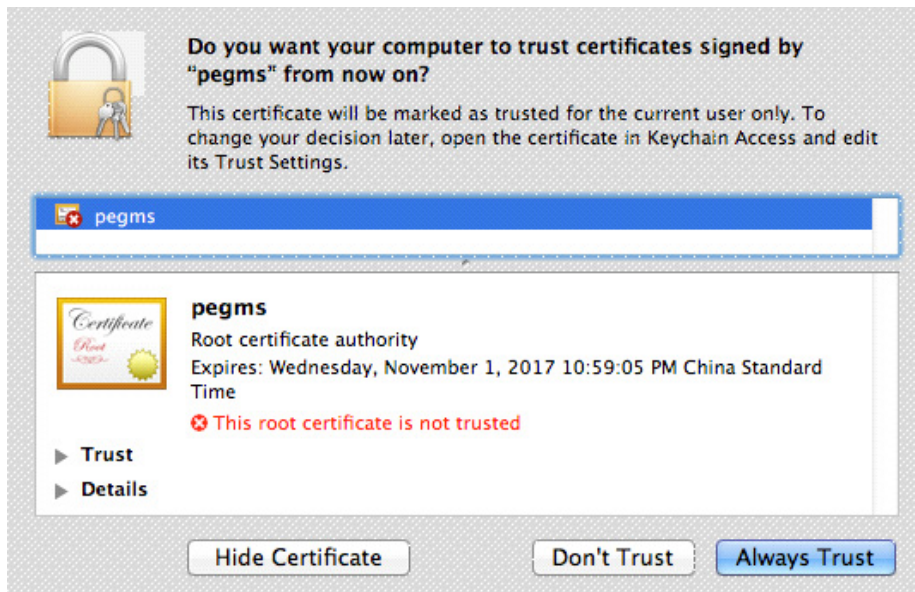 Do you want your computer to trust certificates signed by
“pegms” from now on?
This certificate will be marked as trusted for the current user only. To
change your decision later, open the certificate in Keychain Access and edit
its Trust Settings.
pegms
Certificate
Root
pegms
Root certificate authority
Expires: Wednesday, November 1, 2017 10:59:05 PM China Standard
Time
This root certificate is not trusted
Trust
Details
Hide Certificate
Don't Trust
Always Trust